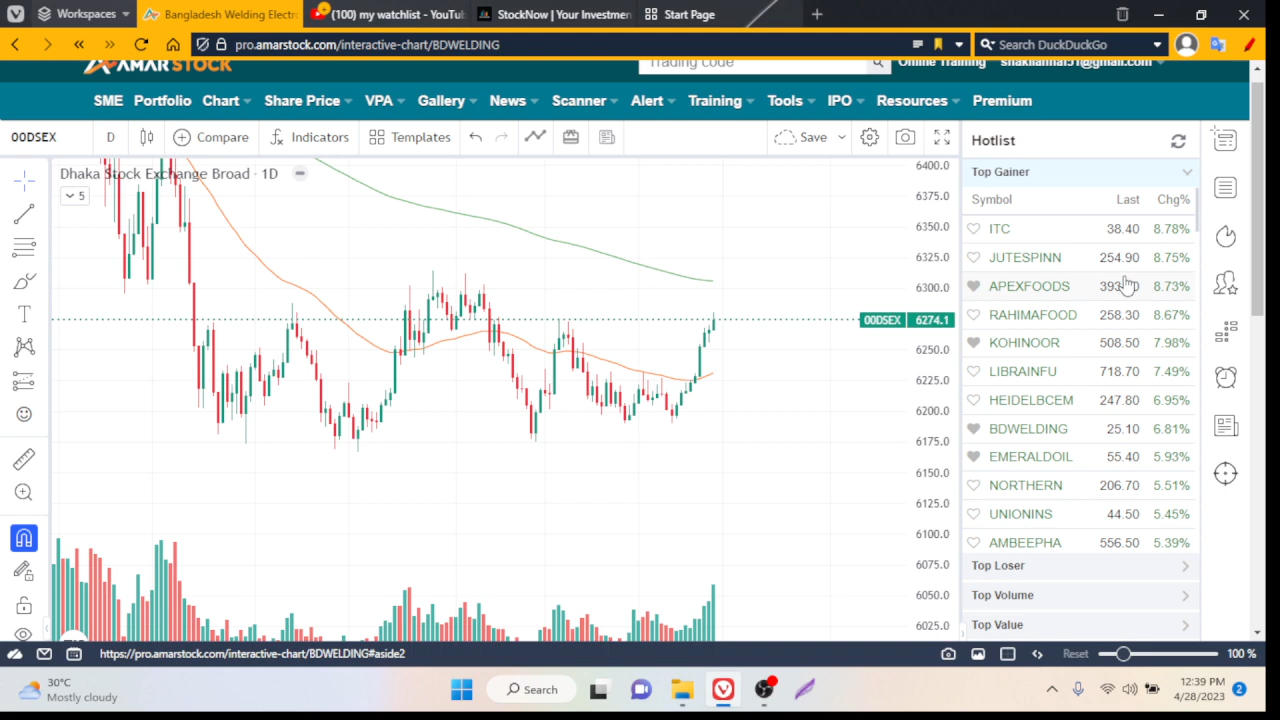 Workspaces
Bangladesh Welding Electr
(100) my watchlist - YouTu
StockNow | Your Investmen
Start Page
pro.amarstock.com/interactive-chart/BDWELDING
Search DuckDuckGo
AMARSTOCK
Trading code
Online Training
shakilannafs1@gmail.com
SME Portfolio Chart Share Price VPA Gallery News Scanner Alert Training Tools IPO Resources Premium
00DSEX D Compare Indicators Templates Save
Dhaka Stock Exchange Broad · 1D
5
6400.0
6375.0
6350.0
6325.0
6300.0
00DSEX 6274.1
6250.0
6225.0
6200.0
6175.0
6150.0
6125.0
6100.0
6075.0
6050.0
6025.0
Hotlist
Top Gainer
Symbol Last Chg%
ITC 38.40 8.78%
JUTESPINN 254.90 8.75%
APEXFOODS 8.73%
RAHIMAFOOD 258.30 8.67%
KOHINOOR 508.50 7.98%
LIBRAINFU 718.70 7.49%
HEIDELBCEM 247.80 6.95%
BDWELDING 25.10 6.81%
EMERALDOIL 55.40 5.93%
NORTHERN 206.70 5.51%
UNIONINS 44.50 5.45%
AMBEEPHA 556.50 5.39%
Top Loser
Top Volume
Top Value
https://pro.amarstock.com/interactive-chart/BDWELDING#aside2
Reset 100 %
30°C
Mostly cloudy
Search
12:39 PM
4/28/2023
2